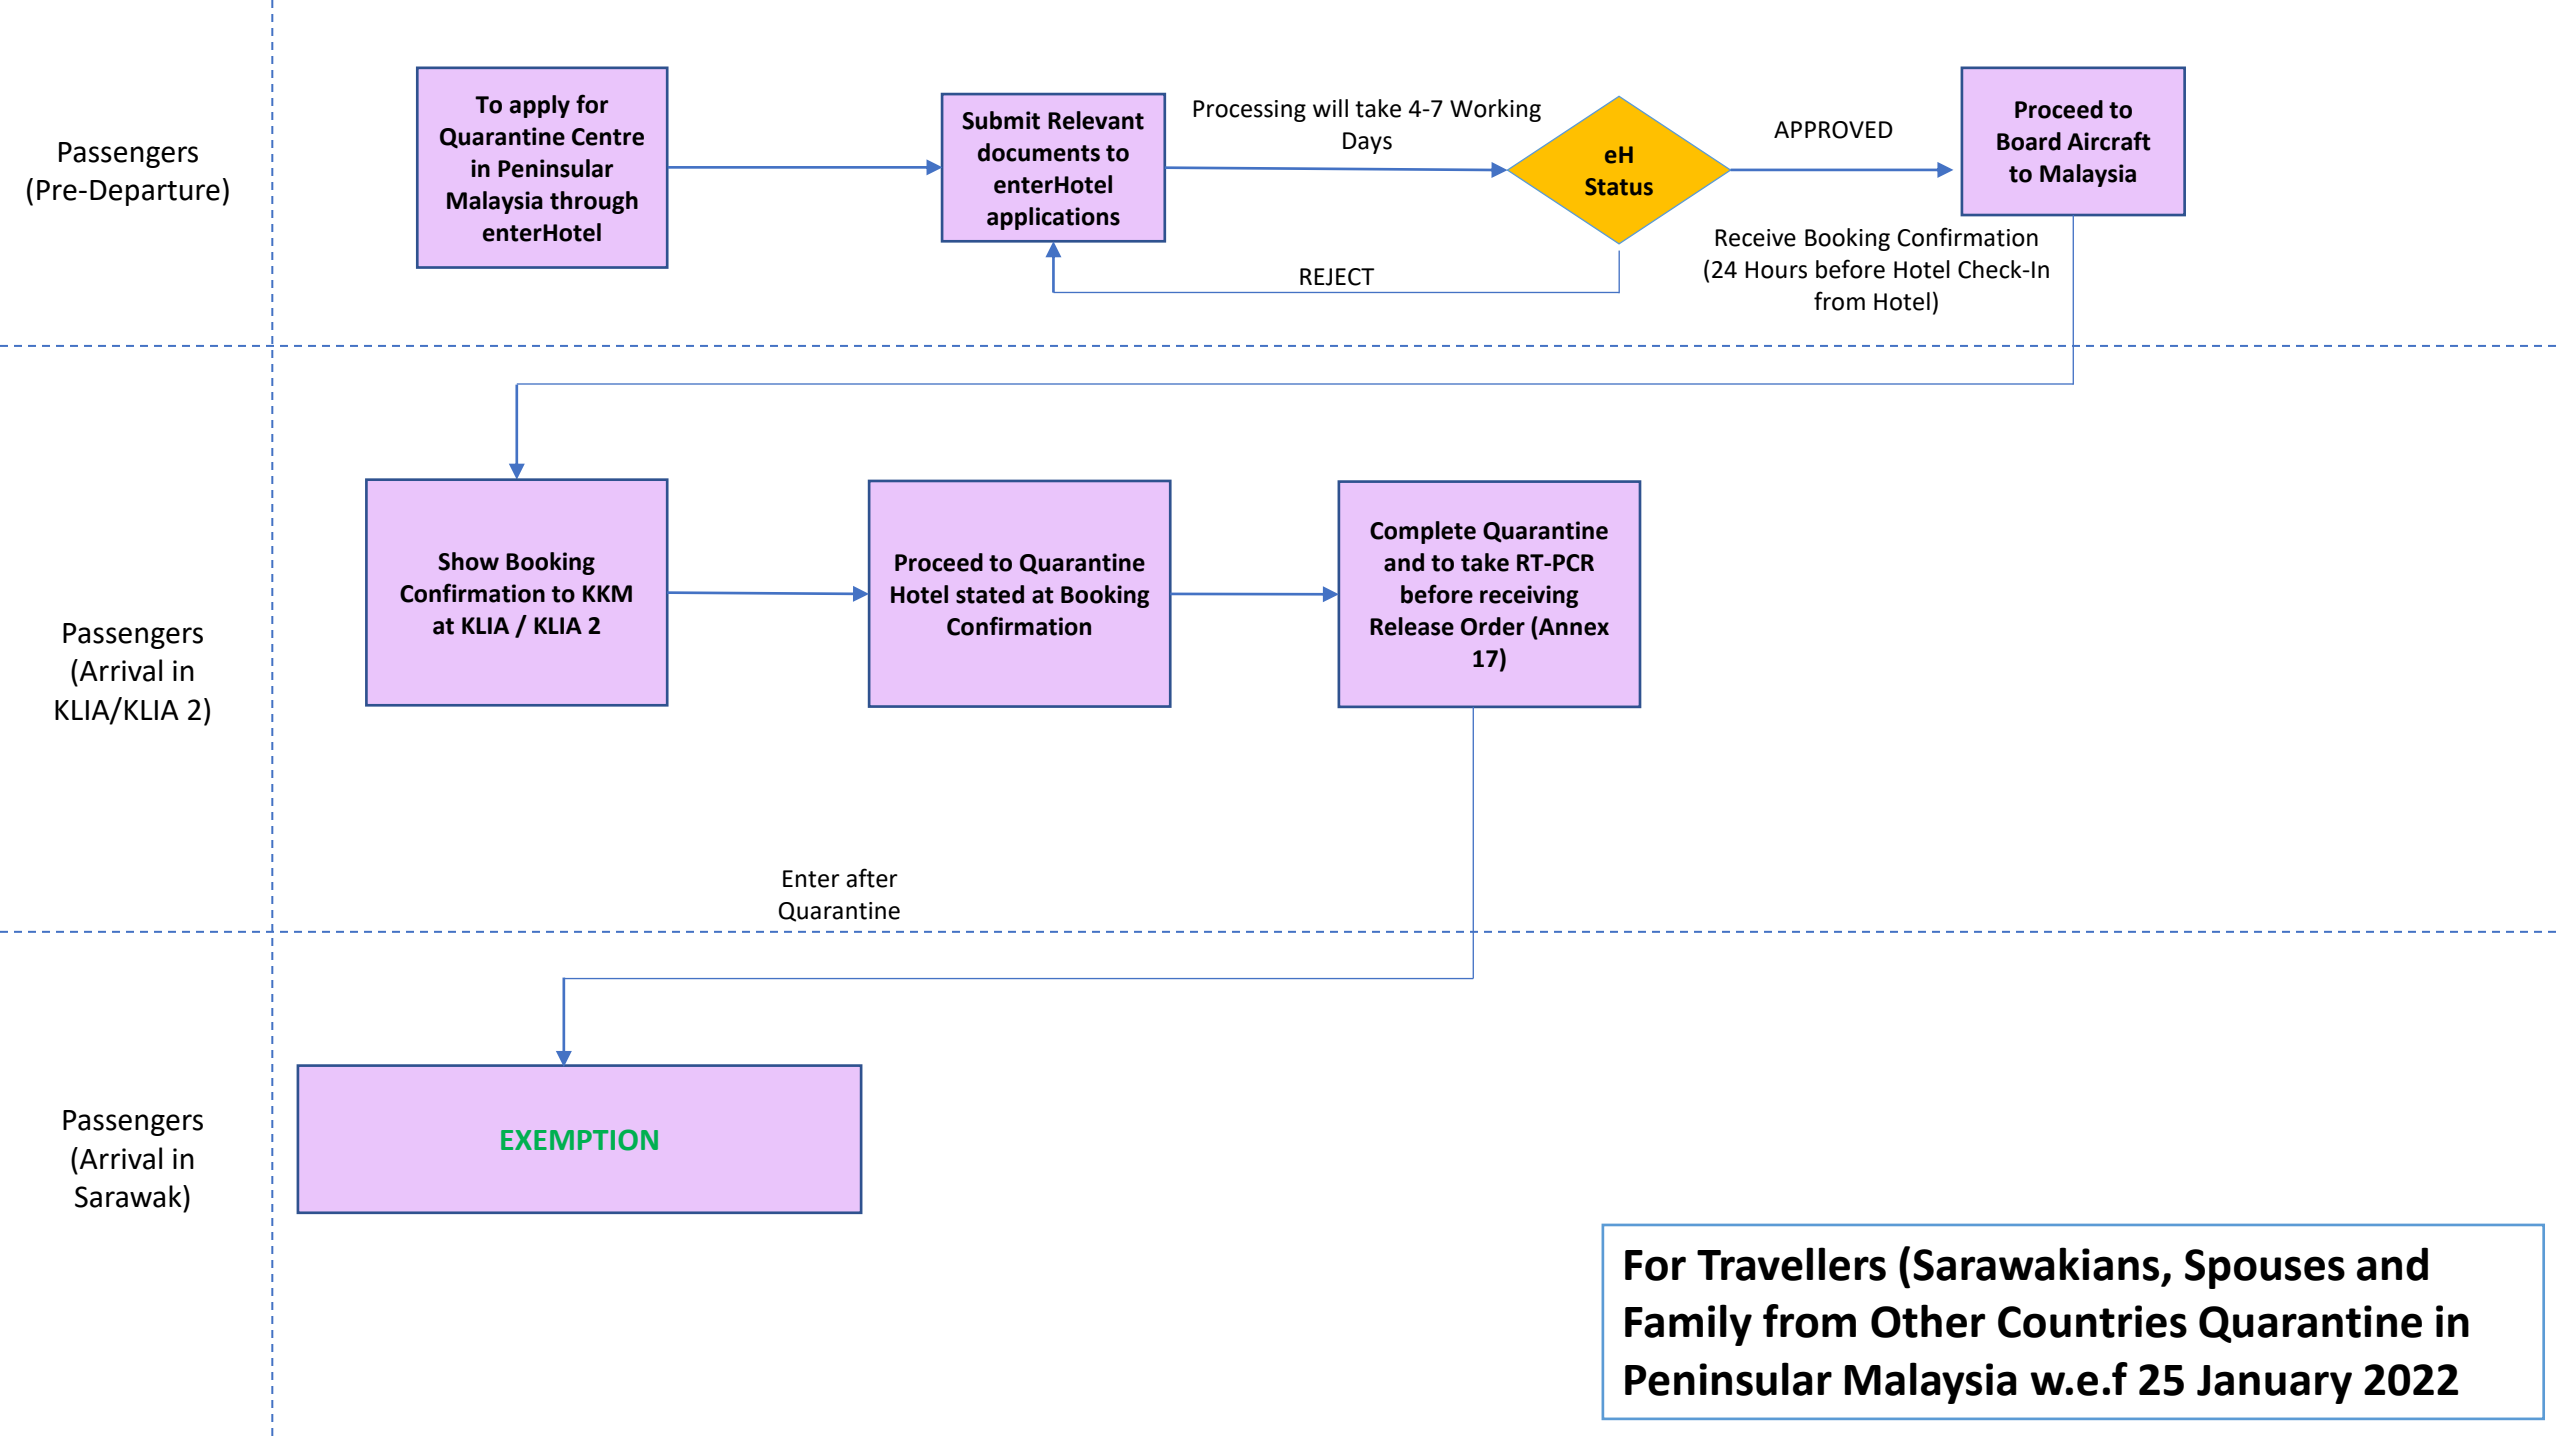 Passengers
(Pre-Departure)
To apply for
Quarantine Centre
in Peninsular
Malaysia through
enterHotel
Submit Relevant
documents to
enterHotel
applications
Processing will take 4-7 Working
Days
eH
Status
APPROVED
Proceed to
Board Aircraft
to Malaysia
REJECT
Receive Booking Confirmation
(24 Hours before Hotel Check-In
from Hotel)
Passengers
(Arrival in
KLIA/KLIA 2)
Show Booking
Confirmation to KKM
at KLIA / KLIA 2
Proceed to Quarantine
Hotel stated at Booking
Confirmation
Complete Quarantine
and to take RT-PCR
before receiving
Release Order (Annex
17)
Enter after
Quarantine
Passengers
(Arrival in
Sarawak)
EXEMPTION
For Travellers (Sarawakians, Spouses and
Family from Other Countries Quarantine in
Peninsular Malaysia w.e.f 25 January 2022